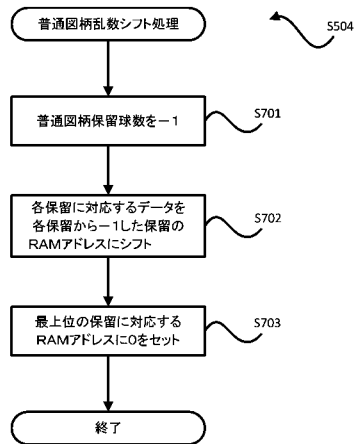 普通図柄乱数シフト処理
S504
普通図柄保留球数を－1
S701
各保留に対応するデータを
各保留から－1した保留の
RAMアドレスにシフト
S702
最上位の保留に対応する
RAMアドレスに0をセット
S703
終了